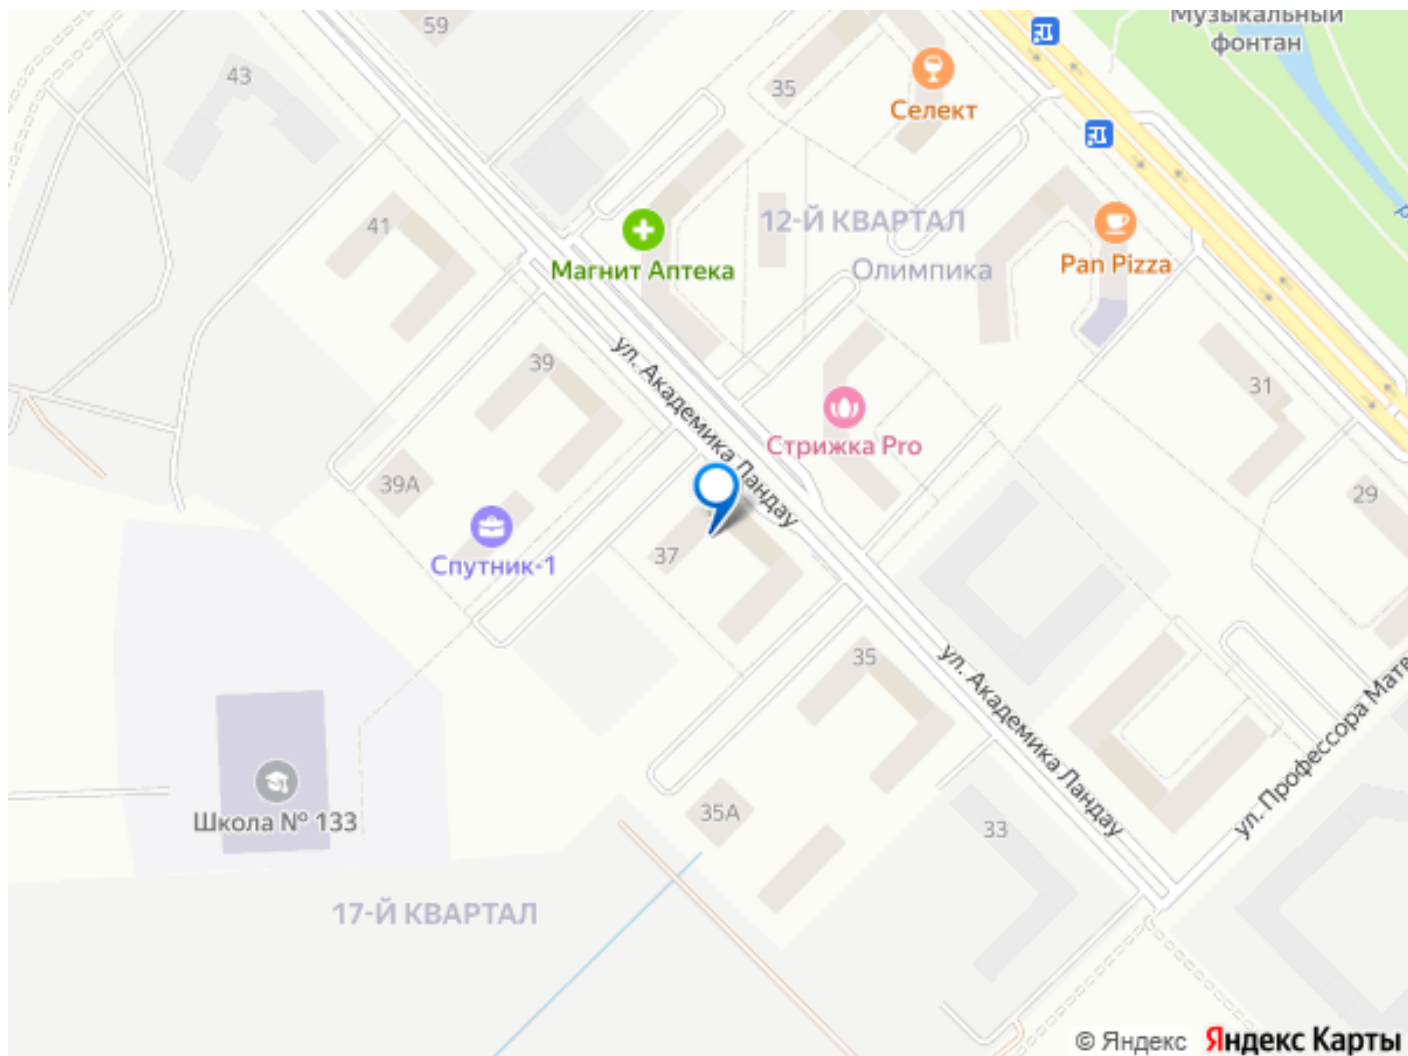 59
Музыкальный
фонтан
43
35
Селект
41
12-Й КВАРТАЛ
Магнит Аптека
Олимпика
Pan Pizza
39
ул. Академика Ландау
31
Стрижка Pro
39А
29
Спутник-1
37
35
ул. Академика Ландау
ул. Профессора Мате
Школа № 133
35А
33
17-Й КВАРТАЛ
© Яндекс Яндекс Карты